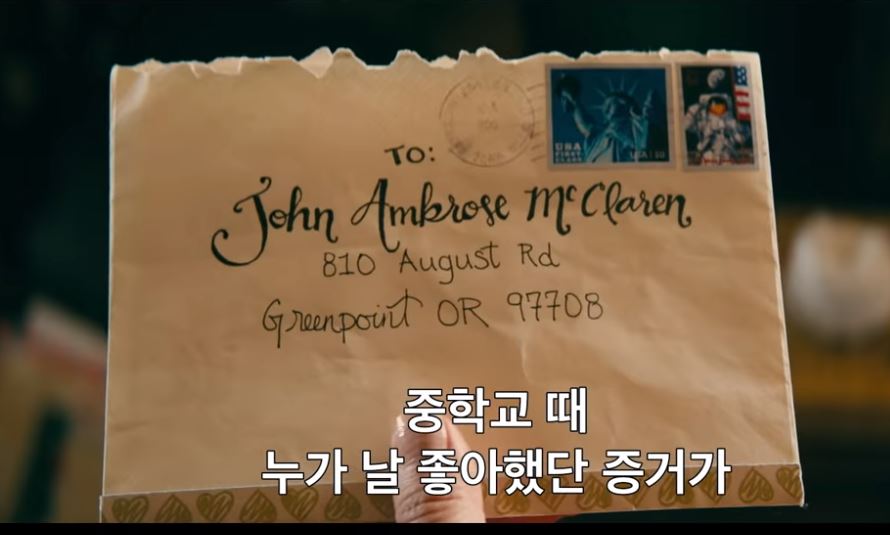 TO:
John Ambrose McClaren
810 August Rd
Greenpoint OR 97708
중학교 때
누가 날 좋아했단 증거가